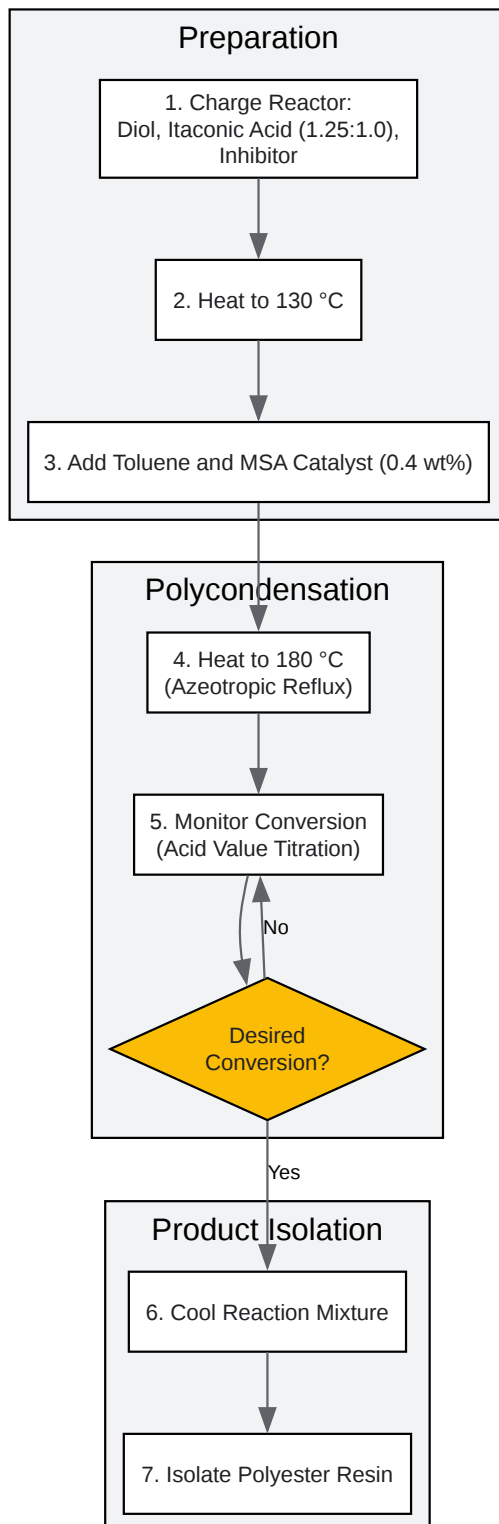 Preparation
1. Charge Reactor:
Diol, Itaconic Acid (1.25:1.0),
Inhibitor
2. Heat to 130 °C
3. Add Toluene and MSA Catalyst (0.4 wt%)
Polycondensation
4. Heat to 180 °C
(Azeotropic Reflux)
5. Monitor Conversion
(Acid Value Titration)
No
Desired
Conversion?
Yes
Product Isolation
6. Cool Reaction Mixture
7. Isolate Polyester Resin